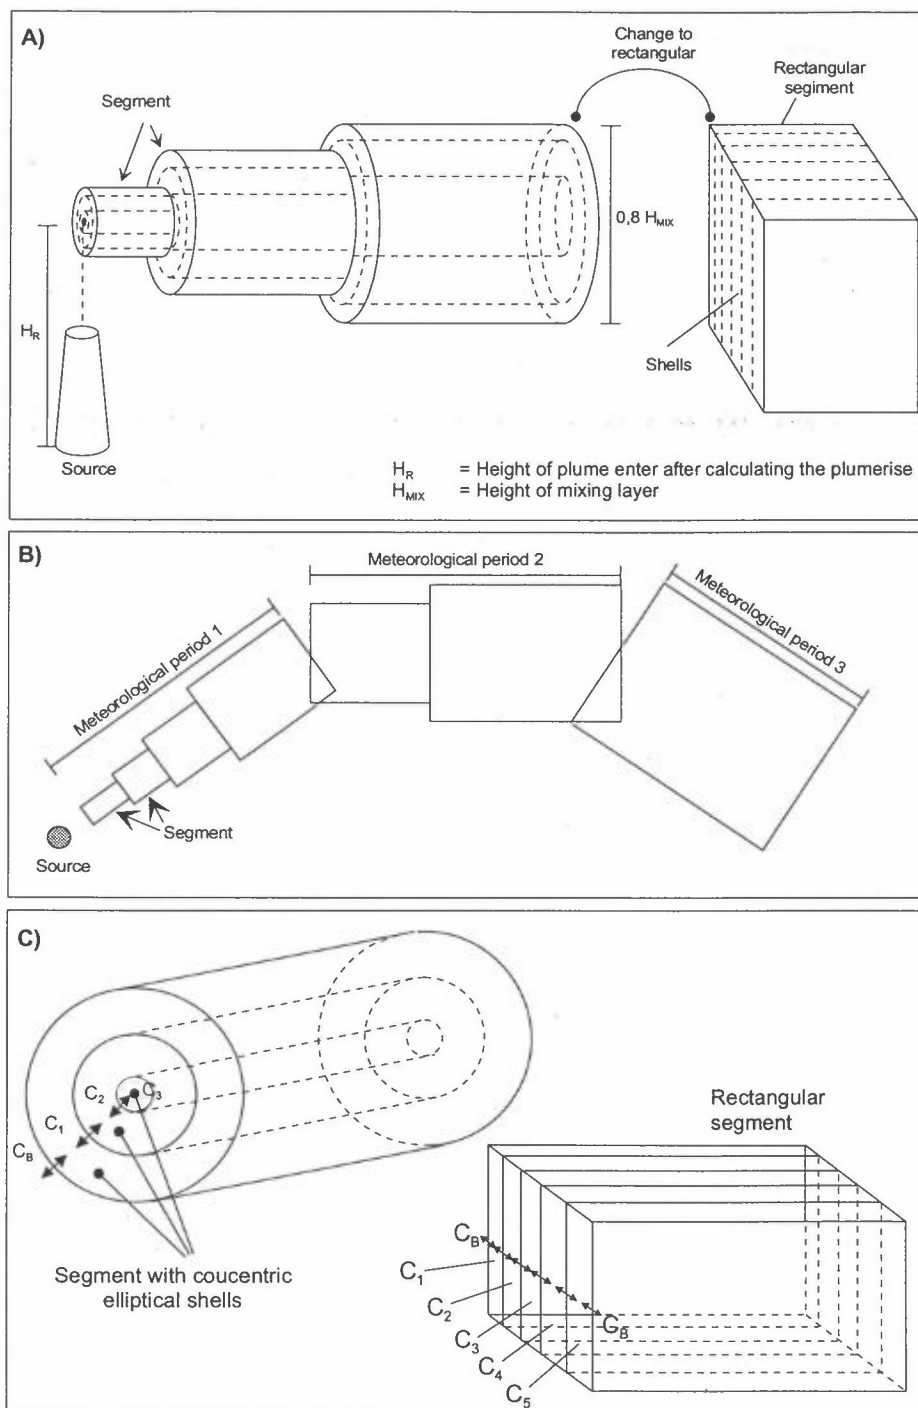 A)
Change to
rectangular
Rectangular
segiment
Segment
0,8 H_MIX
H_R
Shells
Source
H_R = Height of plume enter after calculating the plumerise
H_MIX = Height of mixing layer
B)
Meteorological period 2
Meteorological period 1
Meteorological period 3
Segment
Source
C)
C_2
C_3
C_1
C_B
Rectangular
segment
Segment with coucentric
elliptical shells
C_B
C_1
C_2
C_3
C_4
C_5
C_B